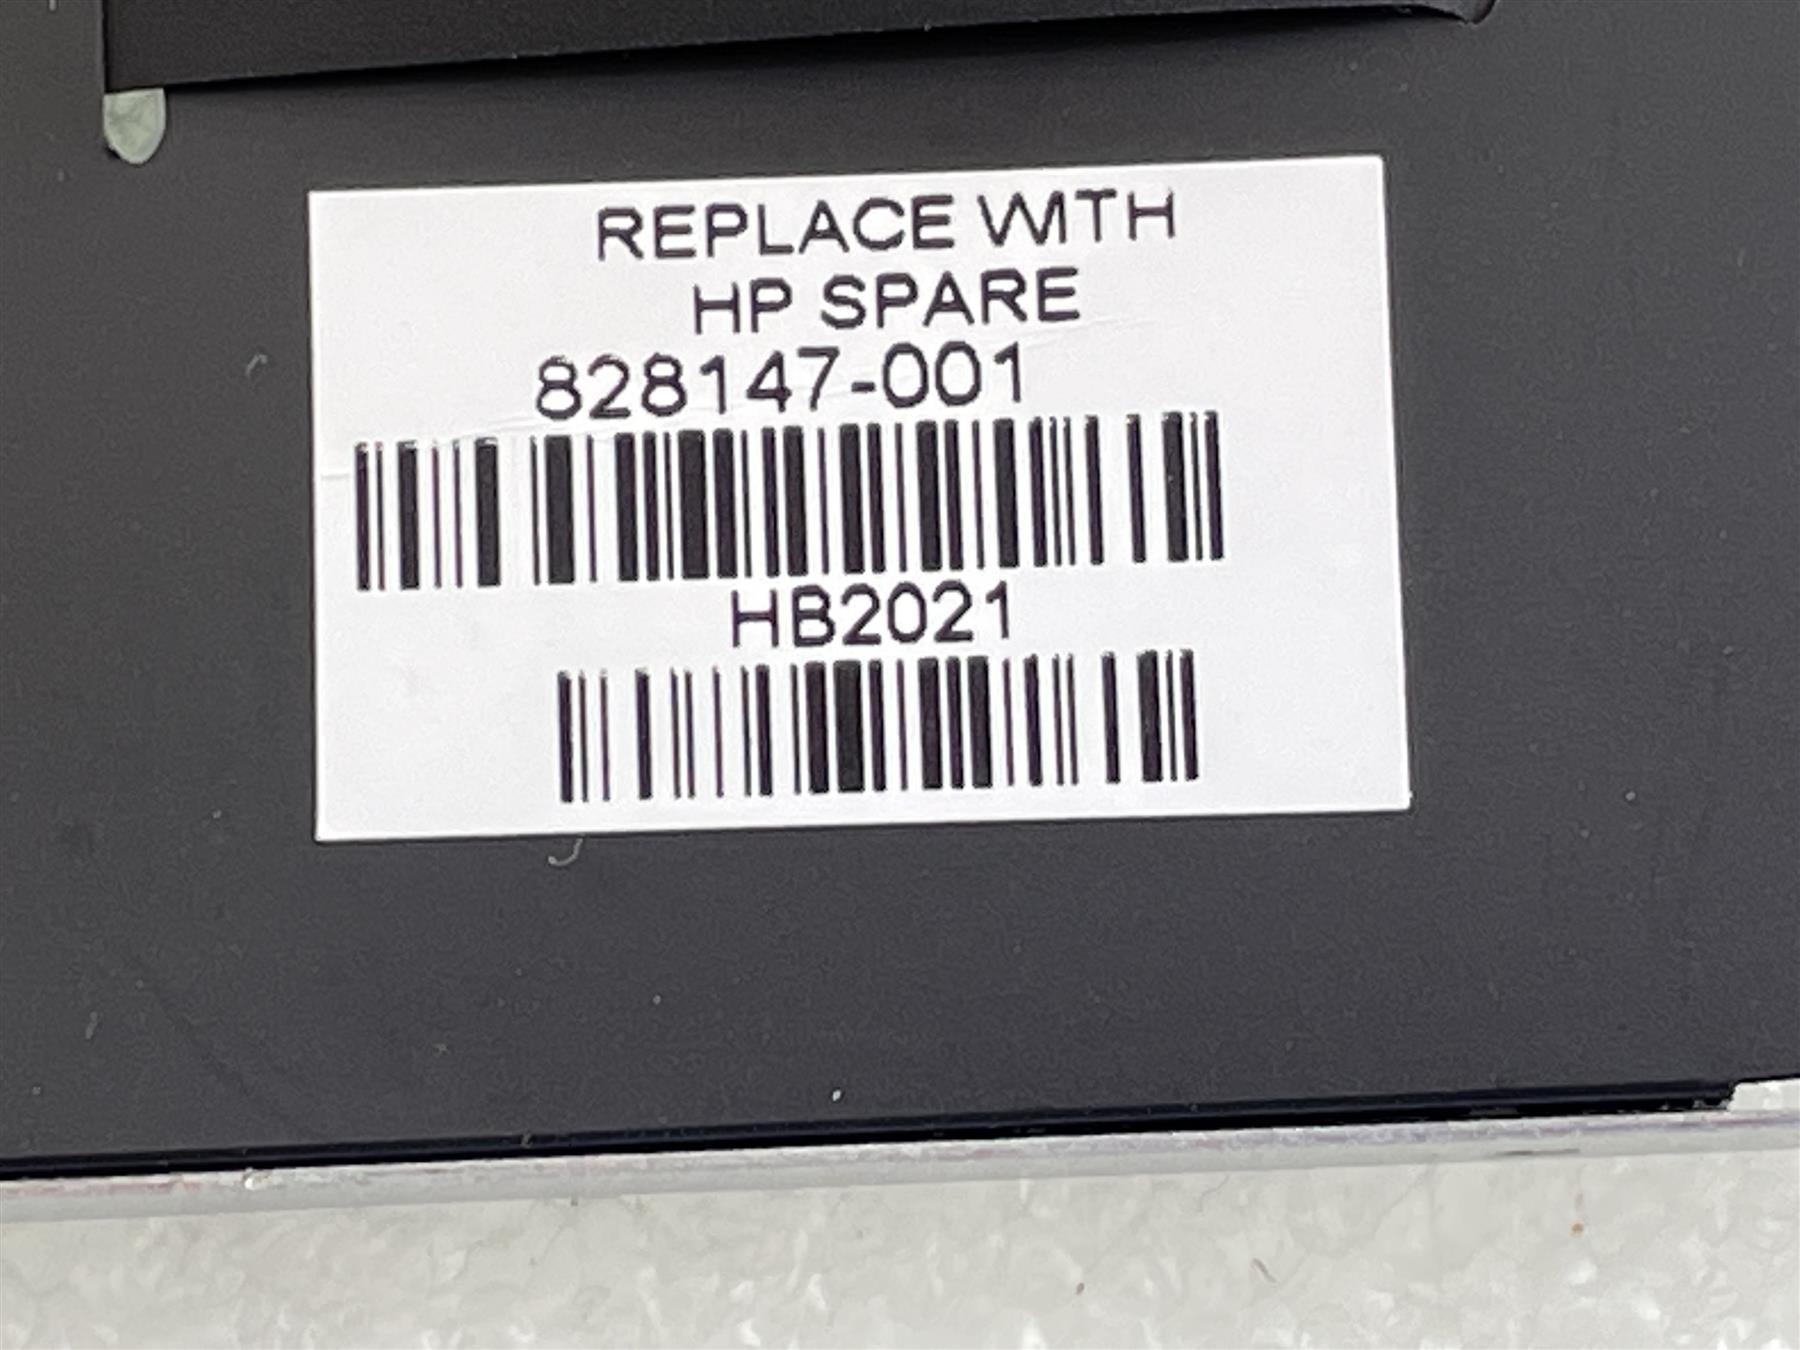 REPLACE WITH
HP SPARE
828147-001
HB2021